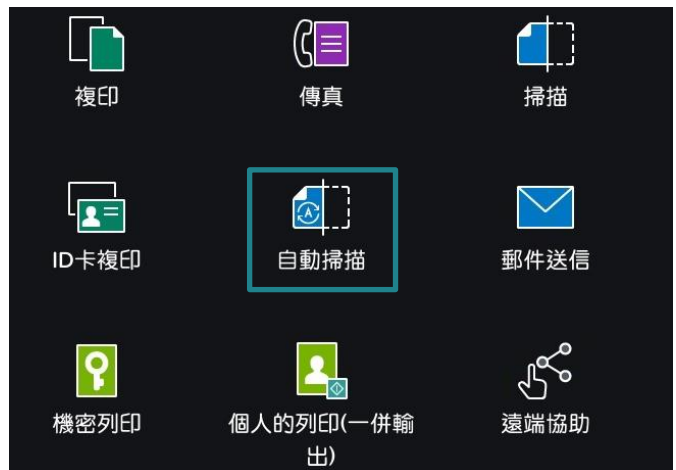 複印
傳真
掃描
ID卡複印
自動掃描
郵件送信
機密列印
個人的列印(一併輸
出)
遠端協助